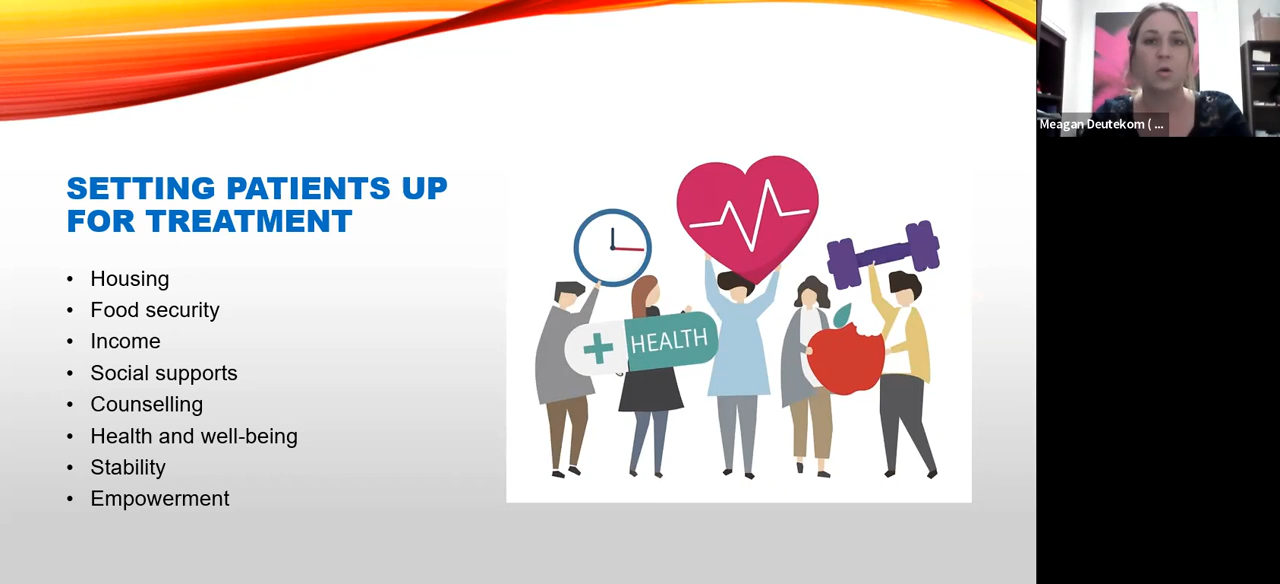 Meagan Deutekom ( ...
SETTING PATIENTS UP
FOR TREATMENT
• Housing
• Food security
• Income
• Social supports
• Counselling
• Health and well-being
• Stability
• Empowerment
HEALTH